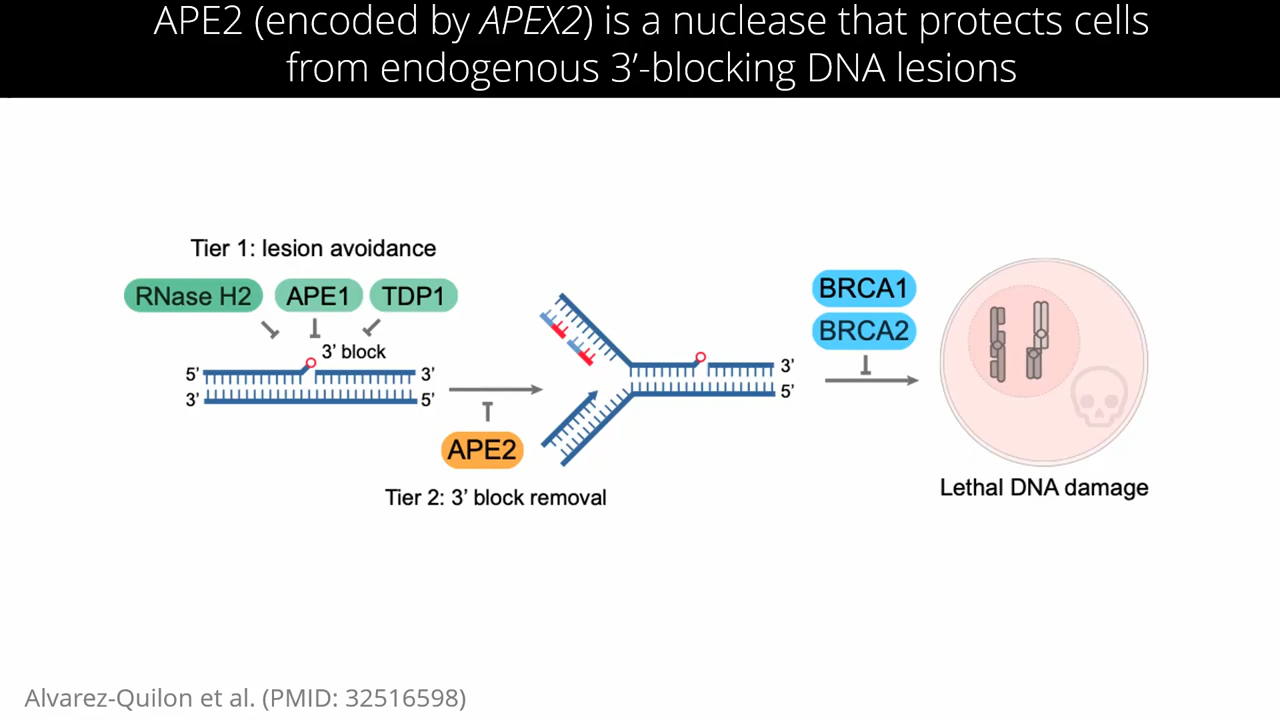 APE2 (encoded by APEX2) is a nuclease that protects cells
from endogenous 3’-blocking DNA lesions
Tier 1: lesion avoidance
RNase H2
APE1
TDP1
3’ block
5’
3’
3’
5’
APE2
Tier 2: 3’ block removal
3’
5’
BRCA1
BRCA2
Lethal DNA damage
Alvarez-Quilon et al. (PMID: 32516598)